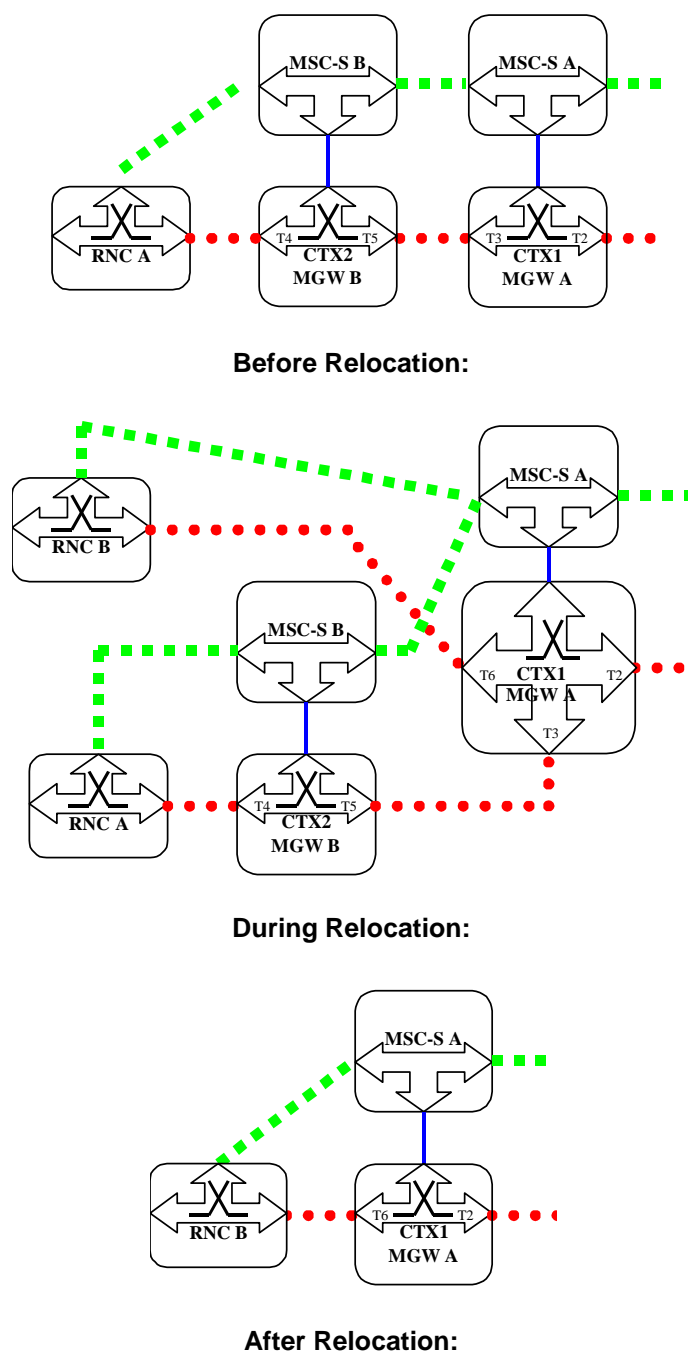 MSC-S B
MSC-S A
T4
T5
T3
T2
RNC A
CTX2
CTX1
MGW B
MGW A
Before Relocation:
MSC-S A
RNC B
MSC-S B
T6
CTX1
T2
MGW A
T3
T4
T5
RNC A
CTX2
MGW B
During Relocation:
MSC-S A
T6
T2
RNC B
CTX1
MGW A
After Relocation: